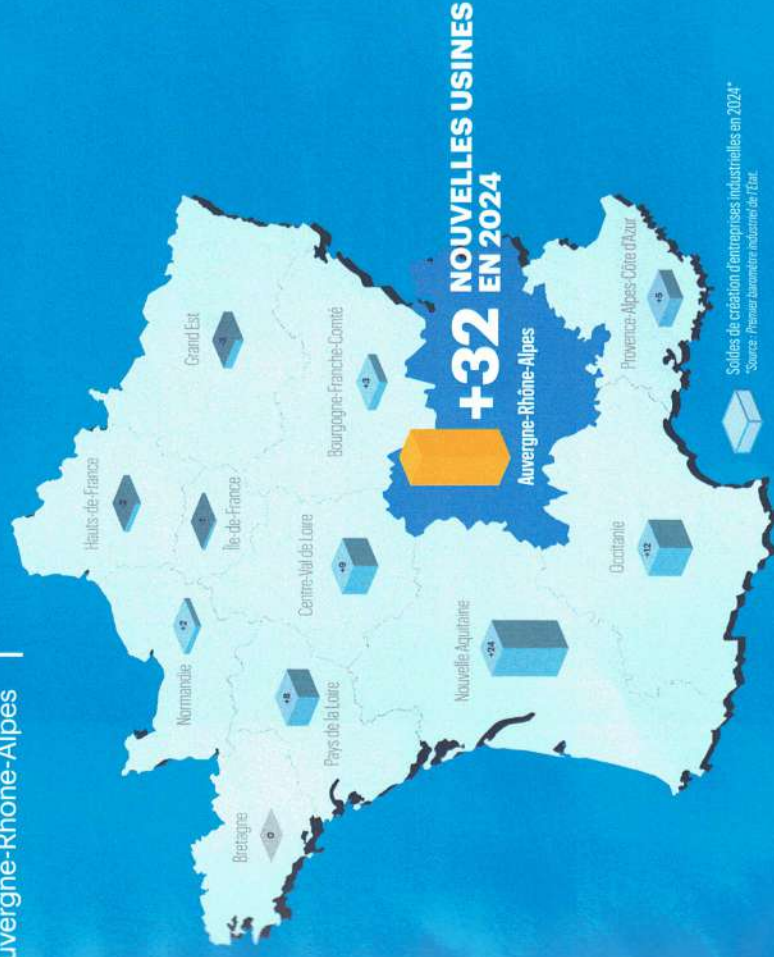 uvergne-Rhône-Alpes
Hauts-de-France
Normandie
+2
Île-de-France
Grand Est
Bretagne
0
Pays de la Loire
+8
Centre-Val de Loire
+9
Bourgogne-Franche-Comté
+3
+32 NOUVELLES USINES
EN 2024
Auvergne-Rhône-Alpes
Nouvelle Aquitaine
+24
Occitanie
+12
Provence-Alpes-Côte d'Azur
+5
Soldes de création d'entreprises industrielles en 2024*
*Source : Premier baromètre industriel de l'État.